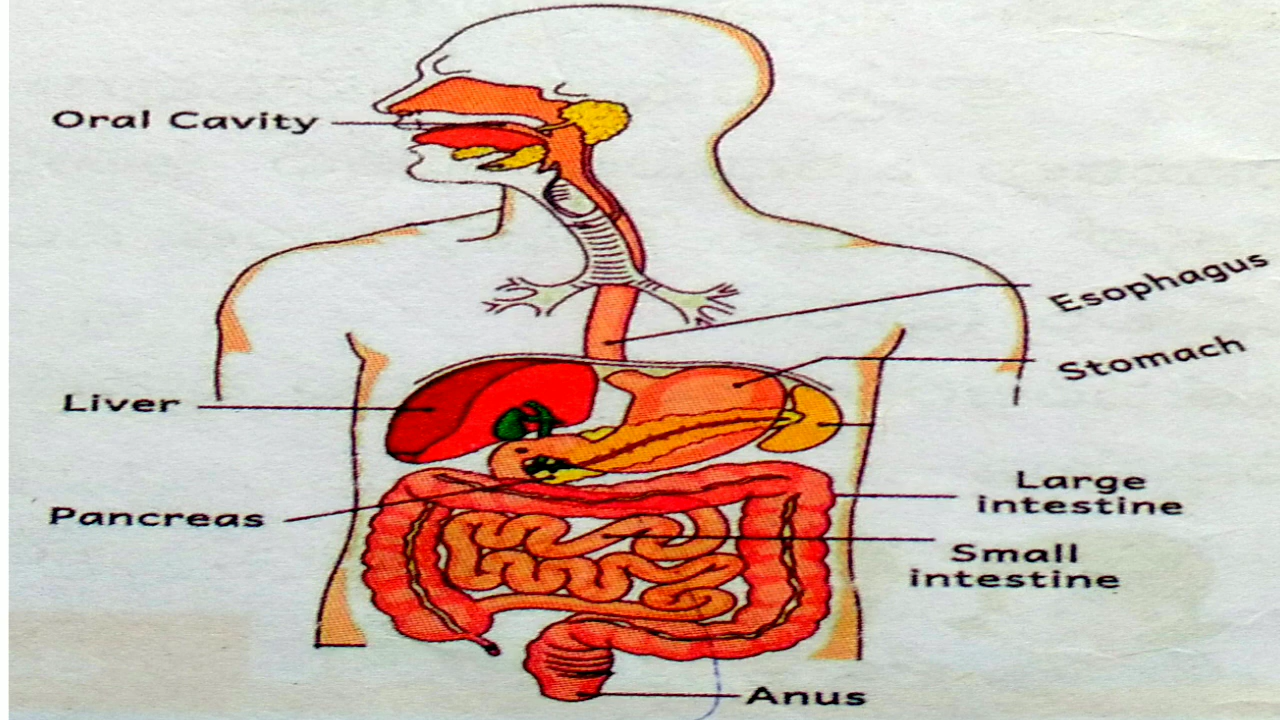 Oral Cavity
Esophagus
Stomach
Liver
Large
intestine
Pancreas
Small
intestine
Anus